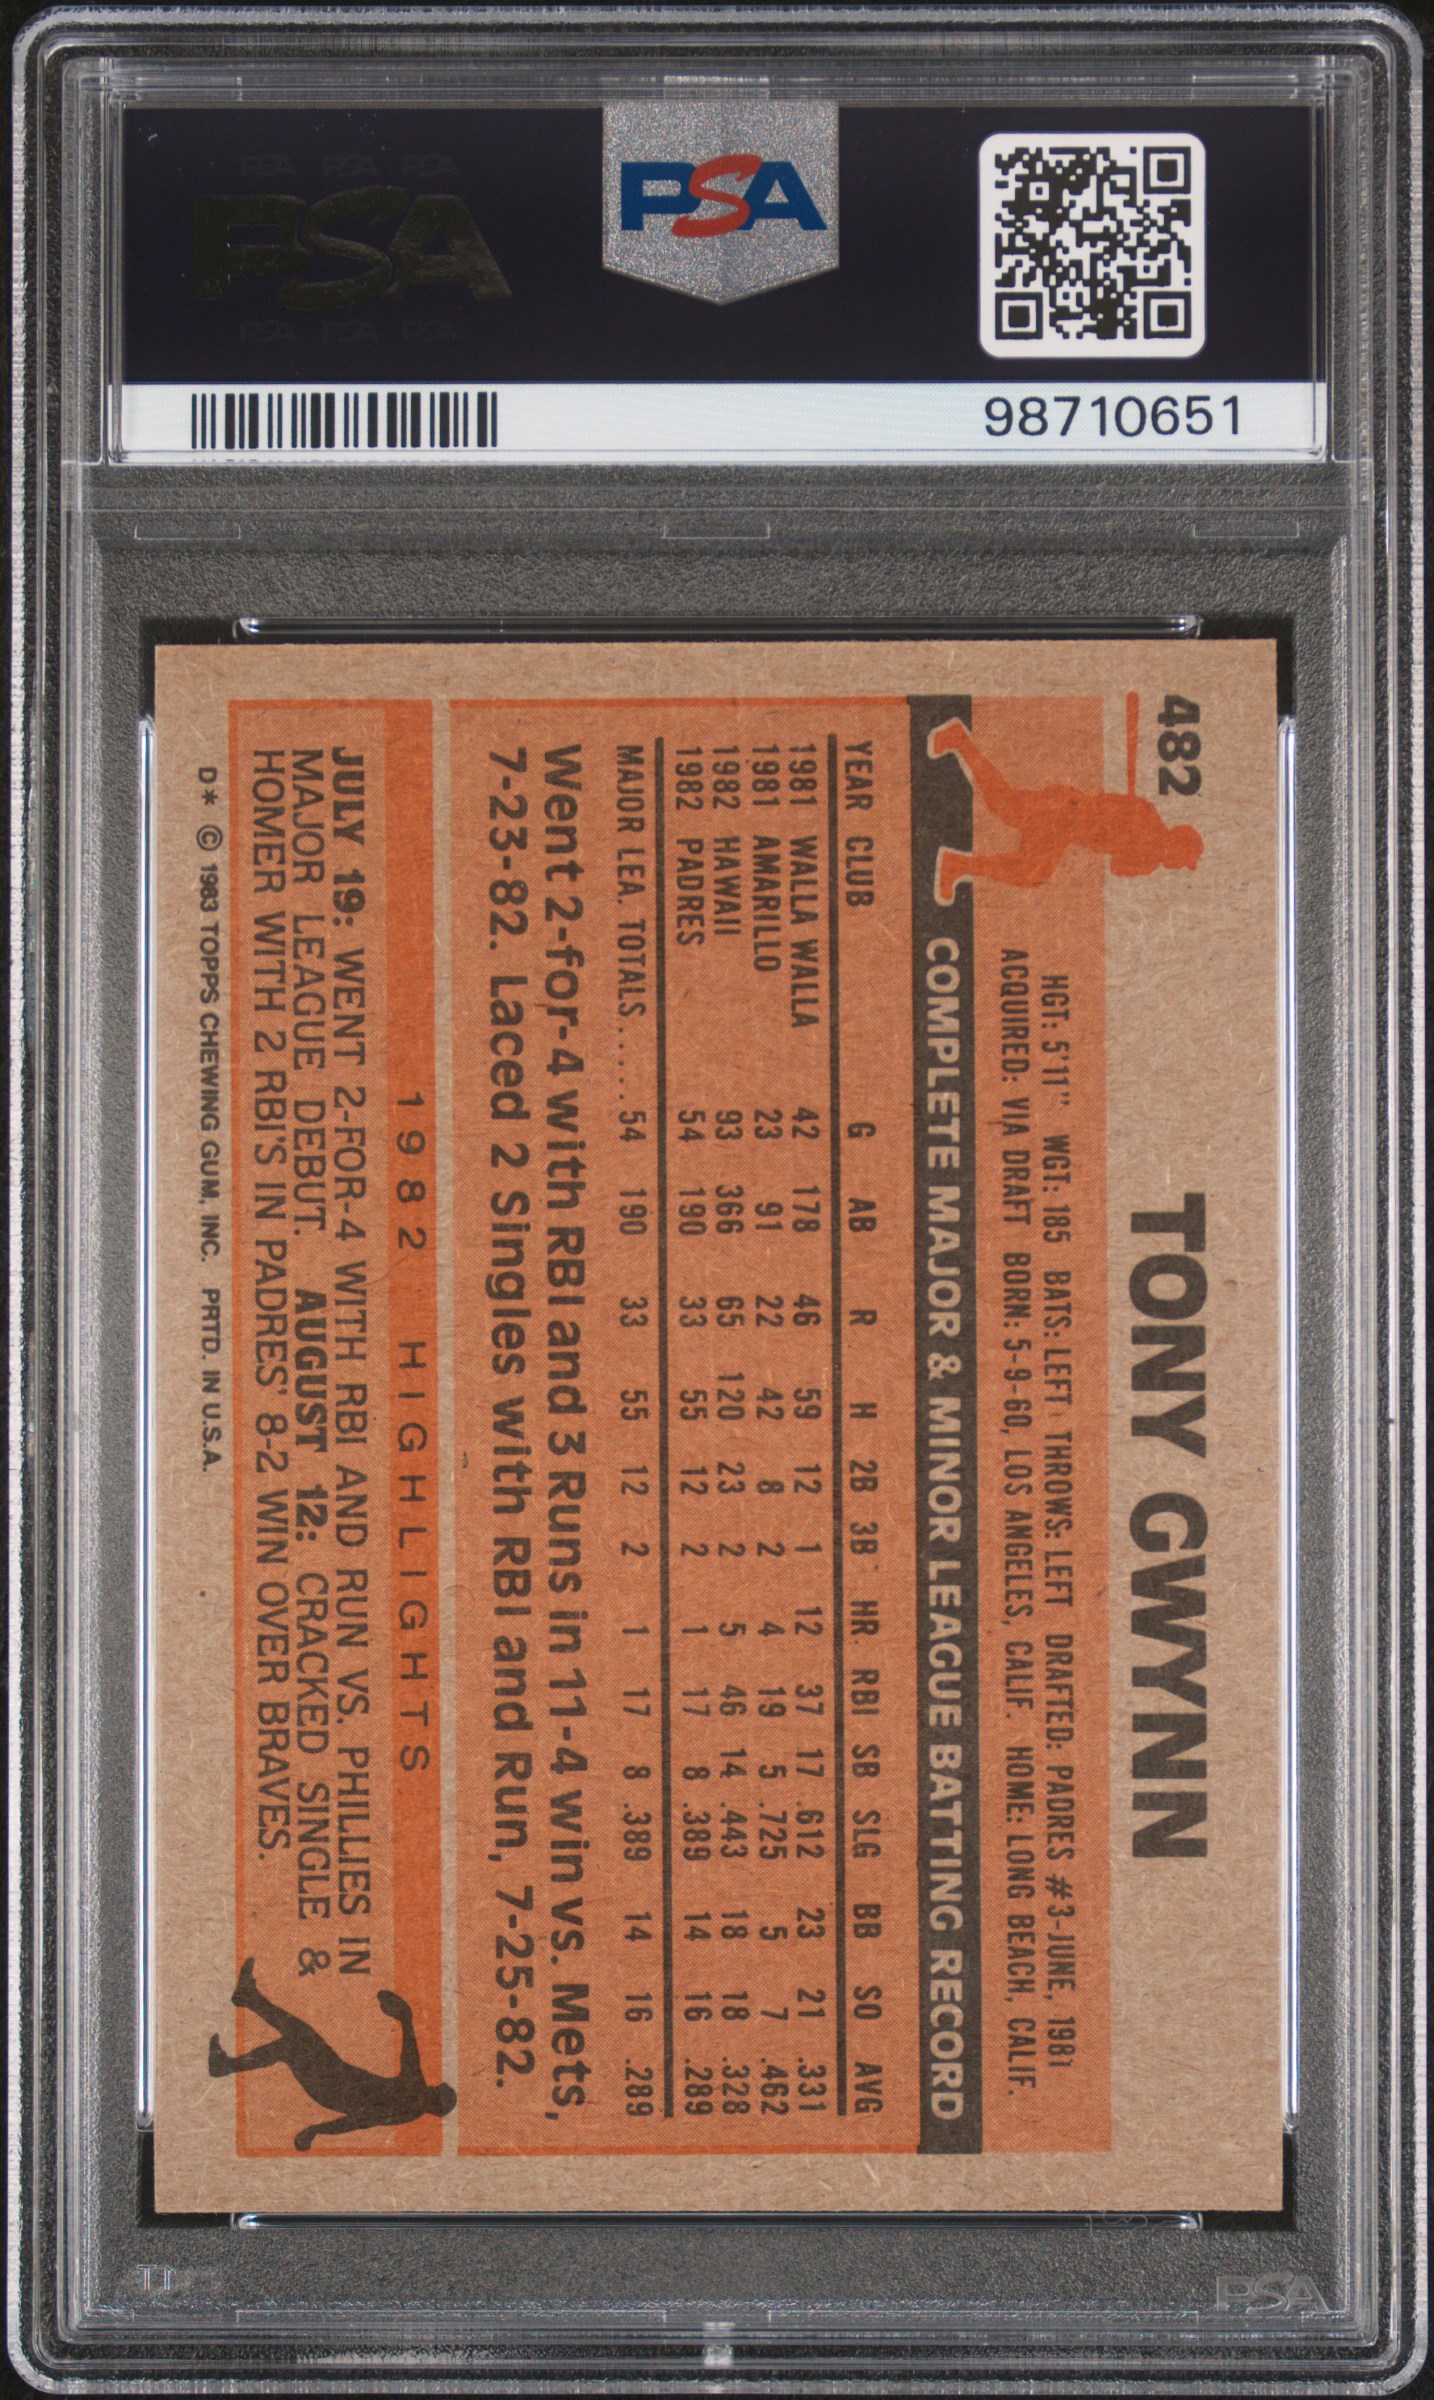 PSA PSA PSA
PSA
PSA PSA PSA
PSA
98710651
482
TONY GWYNN
HGT: 5'11" WGT: 185 BATS: LEFT THROWS: LEFT DRAFTED: PADRES #3-JUNE, 1981
ACQUIRED: VIA DRAFT BORN: 5-9-60, LOS ANGELES, CALIF. HOME: LONG BEACH, CALIF.
COMPLETE MAJOR & MINOR LEAGUE BATTING RECORD
YEAR CLUB G AB R H 2B 3B HR RBI SB SLG BB SO AVG
1981 WALLA WALLA 42 178 46 59 12 1 12 37 17 .612 23 21 .331
1981 AMARILLO 23 91 22 42 8 2 4 19 5 .725 5 7 .462
1982 HAWAII 93 366 65 120 23 2 5 46 14 .443 18 18 .328
1982 PADRES 54 190 33 55 12 2 1 17 8 .389 14 16 .289
MAJOR LEA. TOTALS..... 54 190 33 55 12 2 1 17 8 .389 14 16 .289
Went 2-for-4 with RBI and 3 Runs in 11-4 win vs. Mets,
7-23-82. Laced 2 Singles with RBI and Run, 7-25-82.
1982 HIGHLIGHTS
JULY 19: WENT 2-FOR-4 WITH RBI AND RUN VS. PHILLIES IN
MAJOR LEAGUE DEBUT. AUGUST 12: CRACKED SINGLE &
HOMER WITH 2 RBI'S IN PADRES' 8-2 WIN OVER BRAVES.
D* © 1983 TOPPS CHEWING GUM, INC. PRTD. IN U.S.A.
PSA